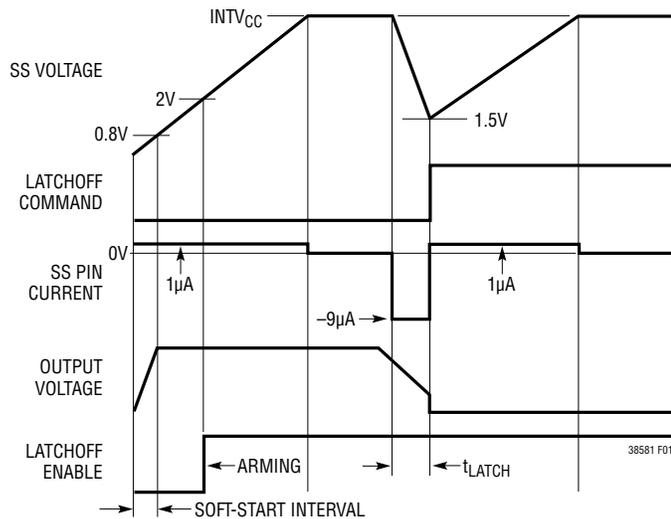 INTVCC
SS VOLTAGE
2V
0.8V
1.5V
LATCHOFF
COMMAND
0V
SS PIN
CURRENT
1µA
1µA
–9µA
OUTPUT
VOLTAGE
LATCHOFF
ENABLE
ARMING
tLATCH
38581 F01
SOFT-START INTERVAL